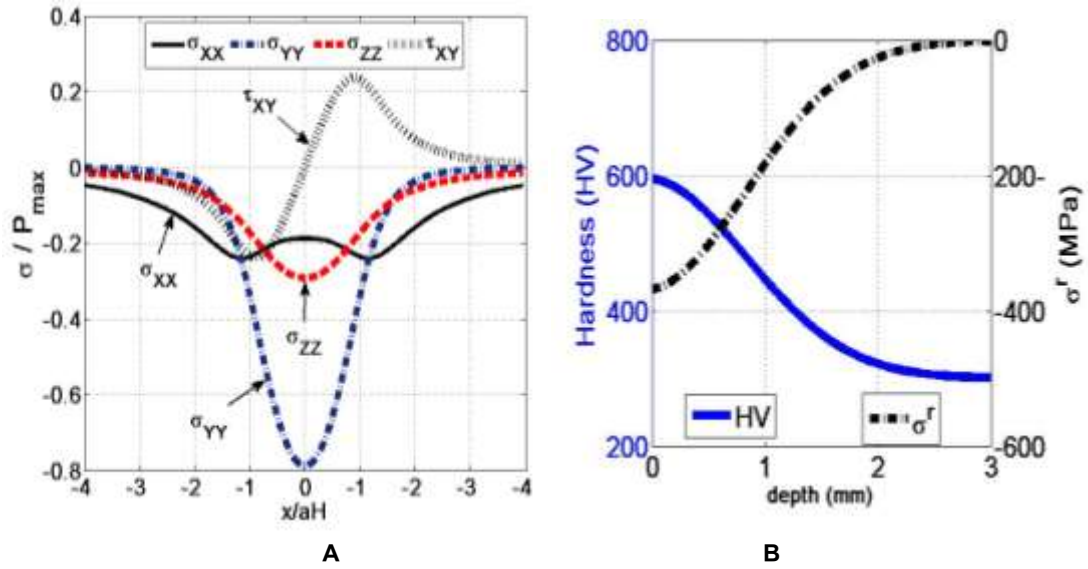 0.4
σXX σYY σZZ τXY
0.2
0
-0.2
-0.4
-0.6
-0.8
σ / Pmax
τXY
σXX
σZZ
σYY
-4 -3 -2 -1 0 -1 -2 -3 -4
x/aH
A
800
600
400
200
Hardness (HV)
0
200-
-400
-600
σr (MPa)
HV
σr
0 1 2 3
depth (mm)
B